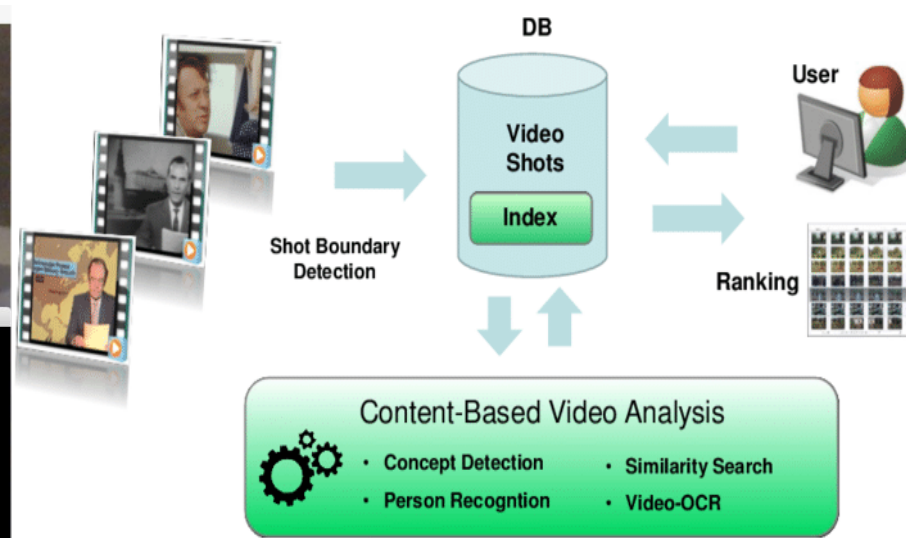 DB
User
Video
Shots
Index
Shot Boundary
Detection
Ranking
Content-Based Video Analysis
• Concept Detection
• Similarity Search
• Person Recogntion
• Video-OCR